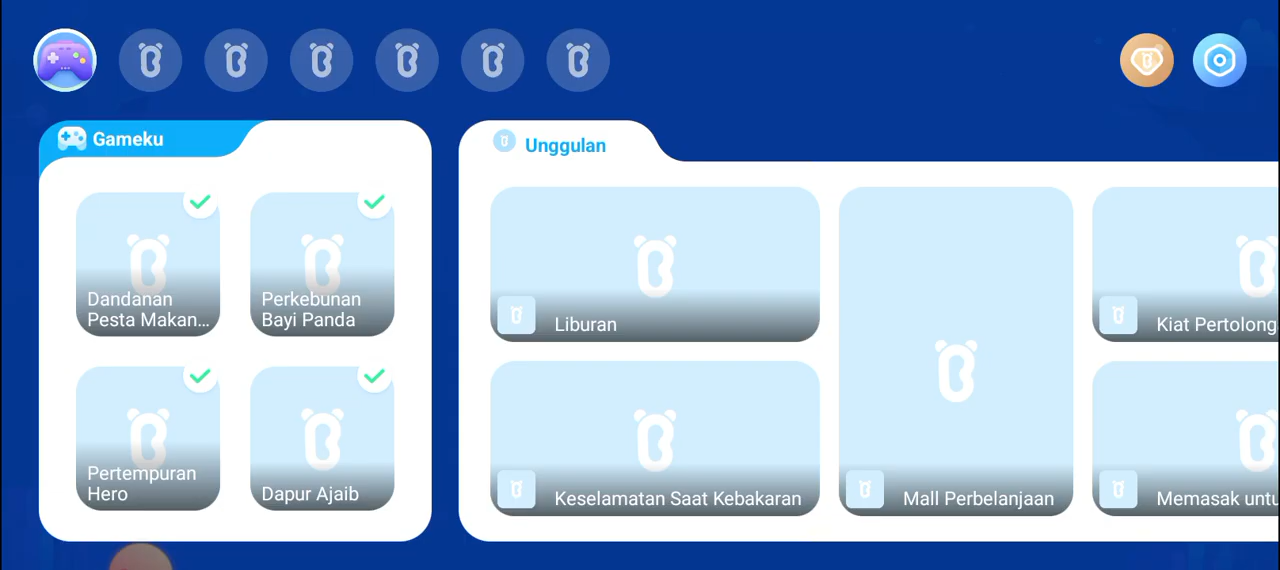 Gameku
Unggulan
Dandanan
Pesta Makan...
Perkebunan
Bayi Panda
Pertempuran
Hero
Dapur Ajaib
Liburan
Keselamatan Saat Kebakaran
Mall Perbelanjaan
Kiat Pertolong
Memasak untu